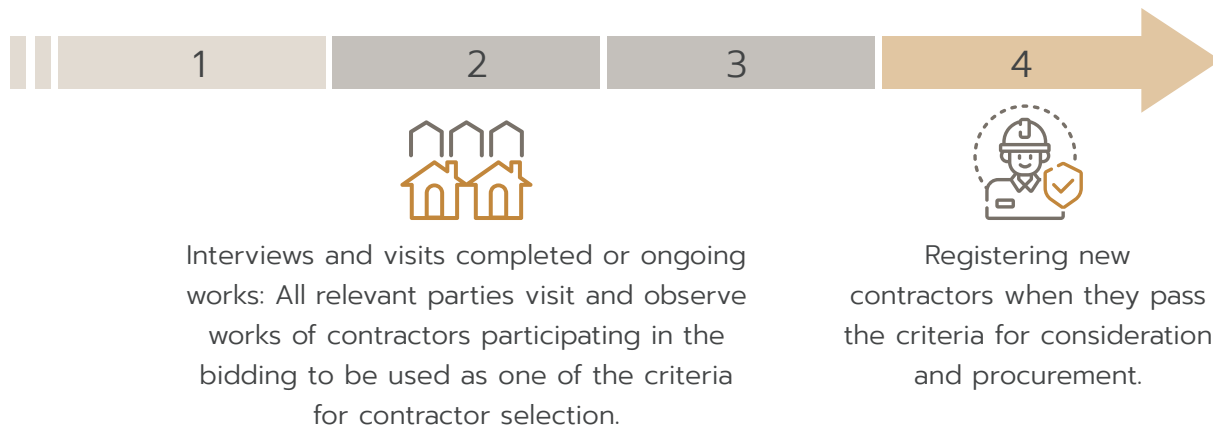 1
2
3
4
Interviews and visits completed or ongoing
works: All relevant parties visit and observe
works of contractors participating in the
bidding to be used as one of the criteria
for contractor selection.
Registering new
contractors when they pass
the criteria for consideration
and procurement.